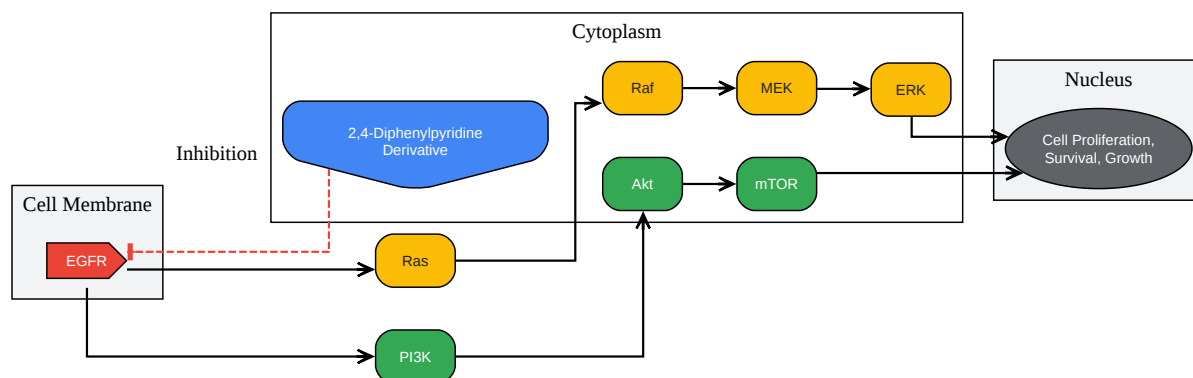 Cytoplasm
Raf
MEK
ERK
Nucleus
2,4-Diphenylpyridine
Derivative
Cell Proliferation,
Survival, Growth
Inhibition
Akt
mTOR
Cell Membrane
EGFR
Ras
PI3K